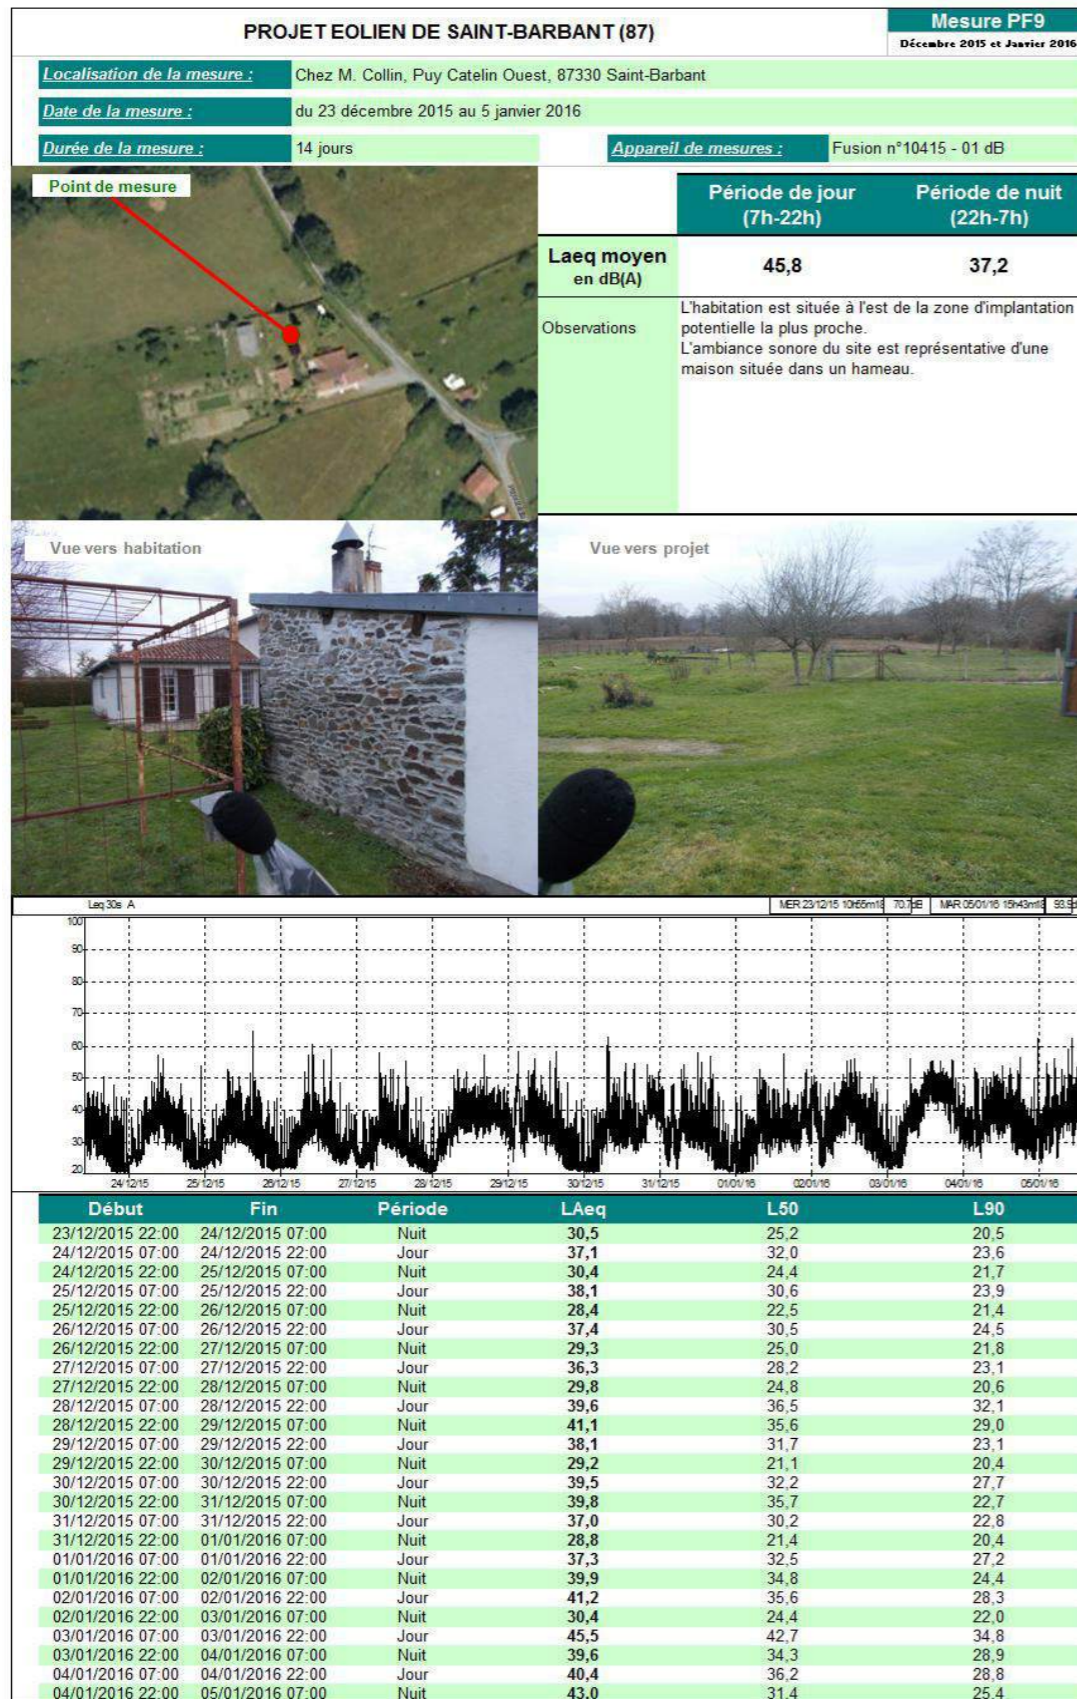 PROJET EOLIEN DE SAINT-BARBANT (87)
Mesure PF9
Décembre 2015 et Janvier 2016
Localisation de la mesure : Chez M. Collin, Puy Catelin Ouest, 87330 Saint-Barbant
Date de la mesure : du 23 décembre 2015 au 5 janvier 2016
Durée de la mesure : 14 jours Appareil de mesures : Fusion n°10415 - 01 dB
Point de mesure
Période de jour (7h-22h) Période de nuit (22h-7h)
Laeq moyen en dB(A) 45,8 37,2
Observations
L'habitation est située à l'est de la zone d'implantation
potentielle la plus proche.
L'ambiance sonore du site est représentative d'une
maison située dans un hameau.
Vue vers habitation
Vue vers projet
Leq 30s A MER 23/12/15 10h55m18 70.7dB MAR 05/01/16 15h43m18
100
90
80
70
60
50
40
30
20
24/12/15 25/12/15 26/12/15 27/12/15 28/12/15 29/12/15 30/12/15 31/12/15 01/01/16 02/01/16 03/01/16 04/01/16 05/01/16
Début Fin Période LAeq L50 L90
23/12/2015 22:00 24/12/2015 07:00 Nuit 30,5 25,2 20,5
24/12/2015 07:00 24/12/2015 22:00 Jour 37,1 32,0 23,6
24/12/2015 22:00 25/12/2015 07:00 Nuit 30,4 24,4 21,7
25/12/2015 07:00 25/12/2015 22:00 Jour 38,1 30,6 23,9
25/12/2015 22:00 26/12/2015 07:00 Nuit 28,4 22,5 21,4
26/12/2015 07:00 26/12/2015 22:00 Jour 37,4 30,5 24,5
26/12/2015 22:00 27/12/2015 07:00 Nuit 29,3 25,0 21,8
27/12/2015 07:00 27/12/2015 22:00 Jour 36,3 28,2 23,1
27/12/2015 22:00 28/12/2015 07:00 Nuit 29,8 24,8 20,6
28/12/2015 07:00 28/12/2015 22:00 Jour 39,6 36,5 32,1
28/12/2015 22:00 29/12/2015 07:00 Nuit 41,1 35,6 29,0
29/12/2015 07:00 29/12/2015 22:00 Jour 38,1 31,7 23,1
29/12/2015 22:00 30/12/2015 07:00 Nuit 29,2 21,1 20,4
30/12/2015 07:00 30/12/2015 22:00 Jour 39,5 32,2 27,7
30/12/2015 22:00 31/12/2015 07:00 Nuit 39,8 35,7 22,7
31/12/2015 07:00 31/12/2015 22:00 Jour 37,0 30,2 22,8
31/12/2015 22:00 01/01/2016 07:00 Nuit 28,8 21,4 20,4
01/01/2016 07:00 01/01/2016 22:00 Jour 37,3 32,5 27,2
01/01/2016 22:00 02/01/2016 07:00 Nuit 39,9 34,8 24,4
02/01/2016 07:00 02/01/2016 22:00 Jour 41,2 35,6 28,3
02/01/2016 22:00 03/01/2016 07:00 Nuit 30,4 24,4 22,0
03/01/2016 07:00 03/01/2016 22:00 Jour 45,5 42,7 34,8
03/01/2016 22:00 04/01/2016 07:00 Nuit 39,6 34,3 28,9
04/01/2016 07:00 04/01/2016 22:00 Jour 40,4 36,2 28,8
04/01/2016 22:00 05/01/2016 07:00 Nuit 43,0 31,4 25,4